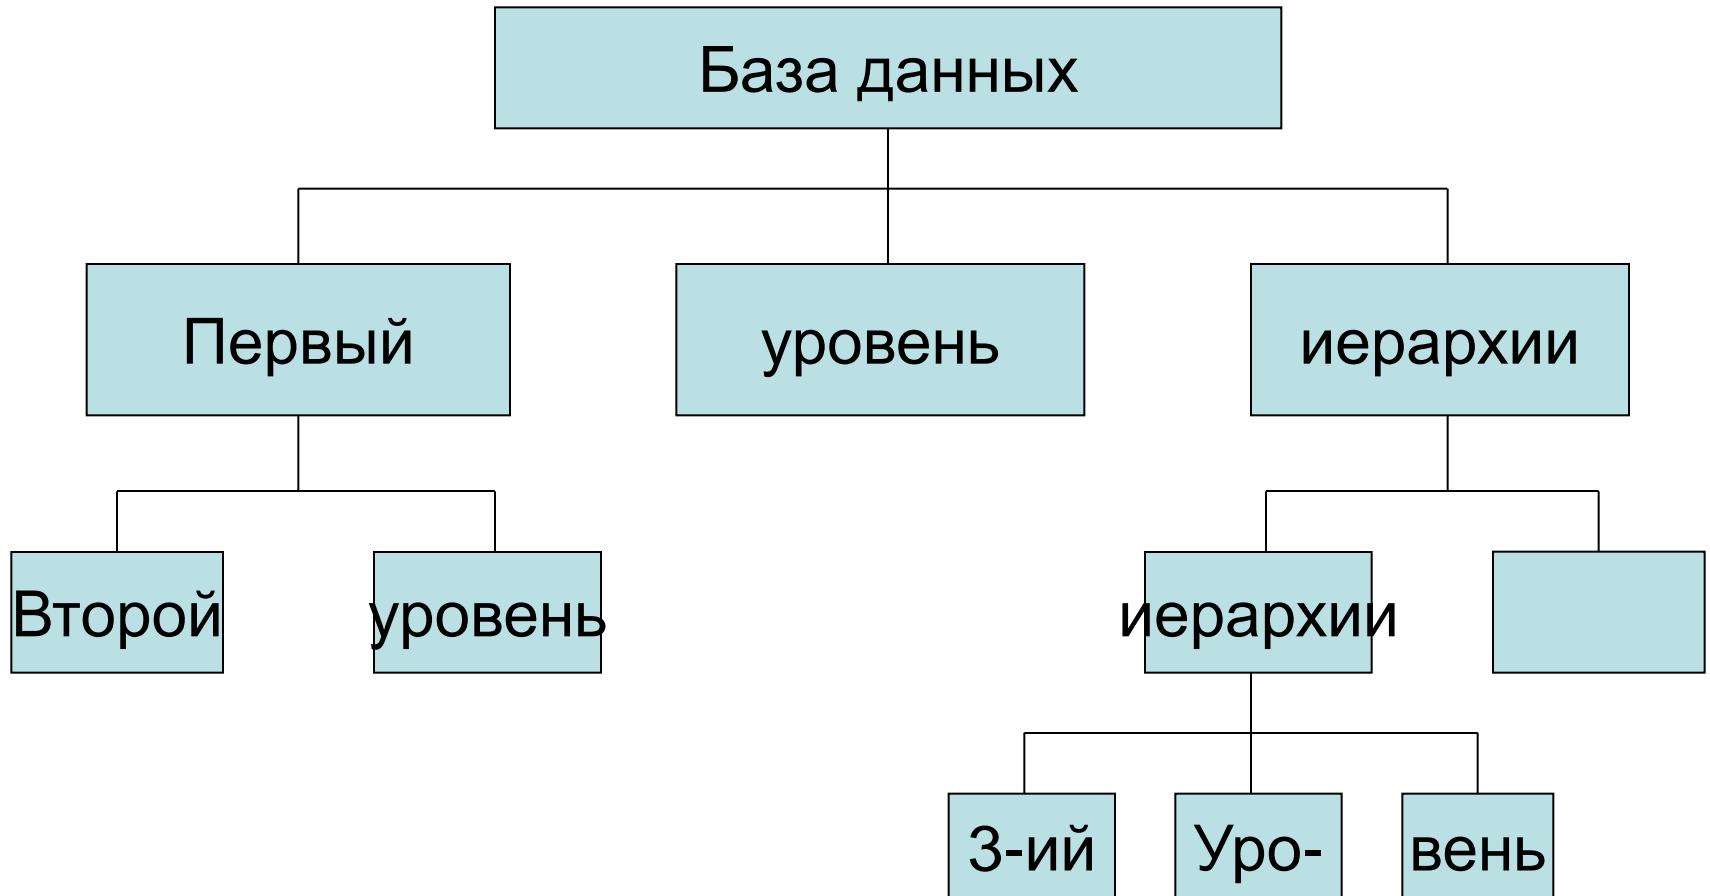 База данных
Первый уровень иерархии
Второй уровень иерархии
3-ий Уро- вень